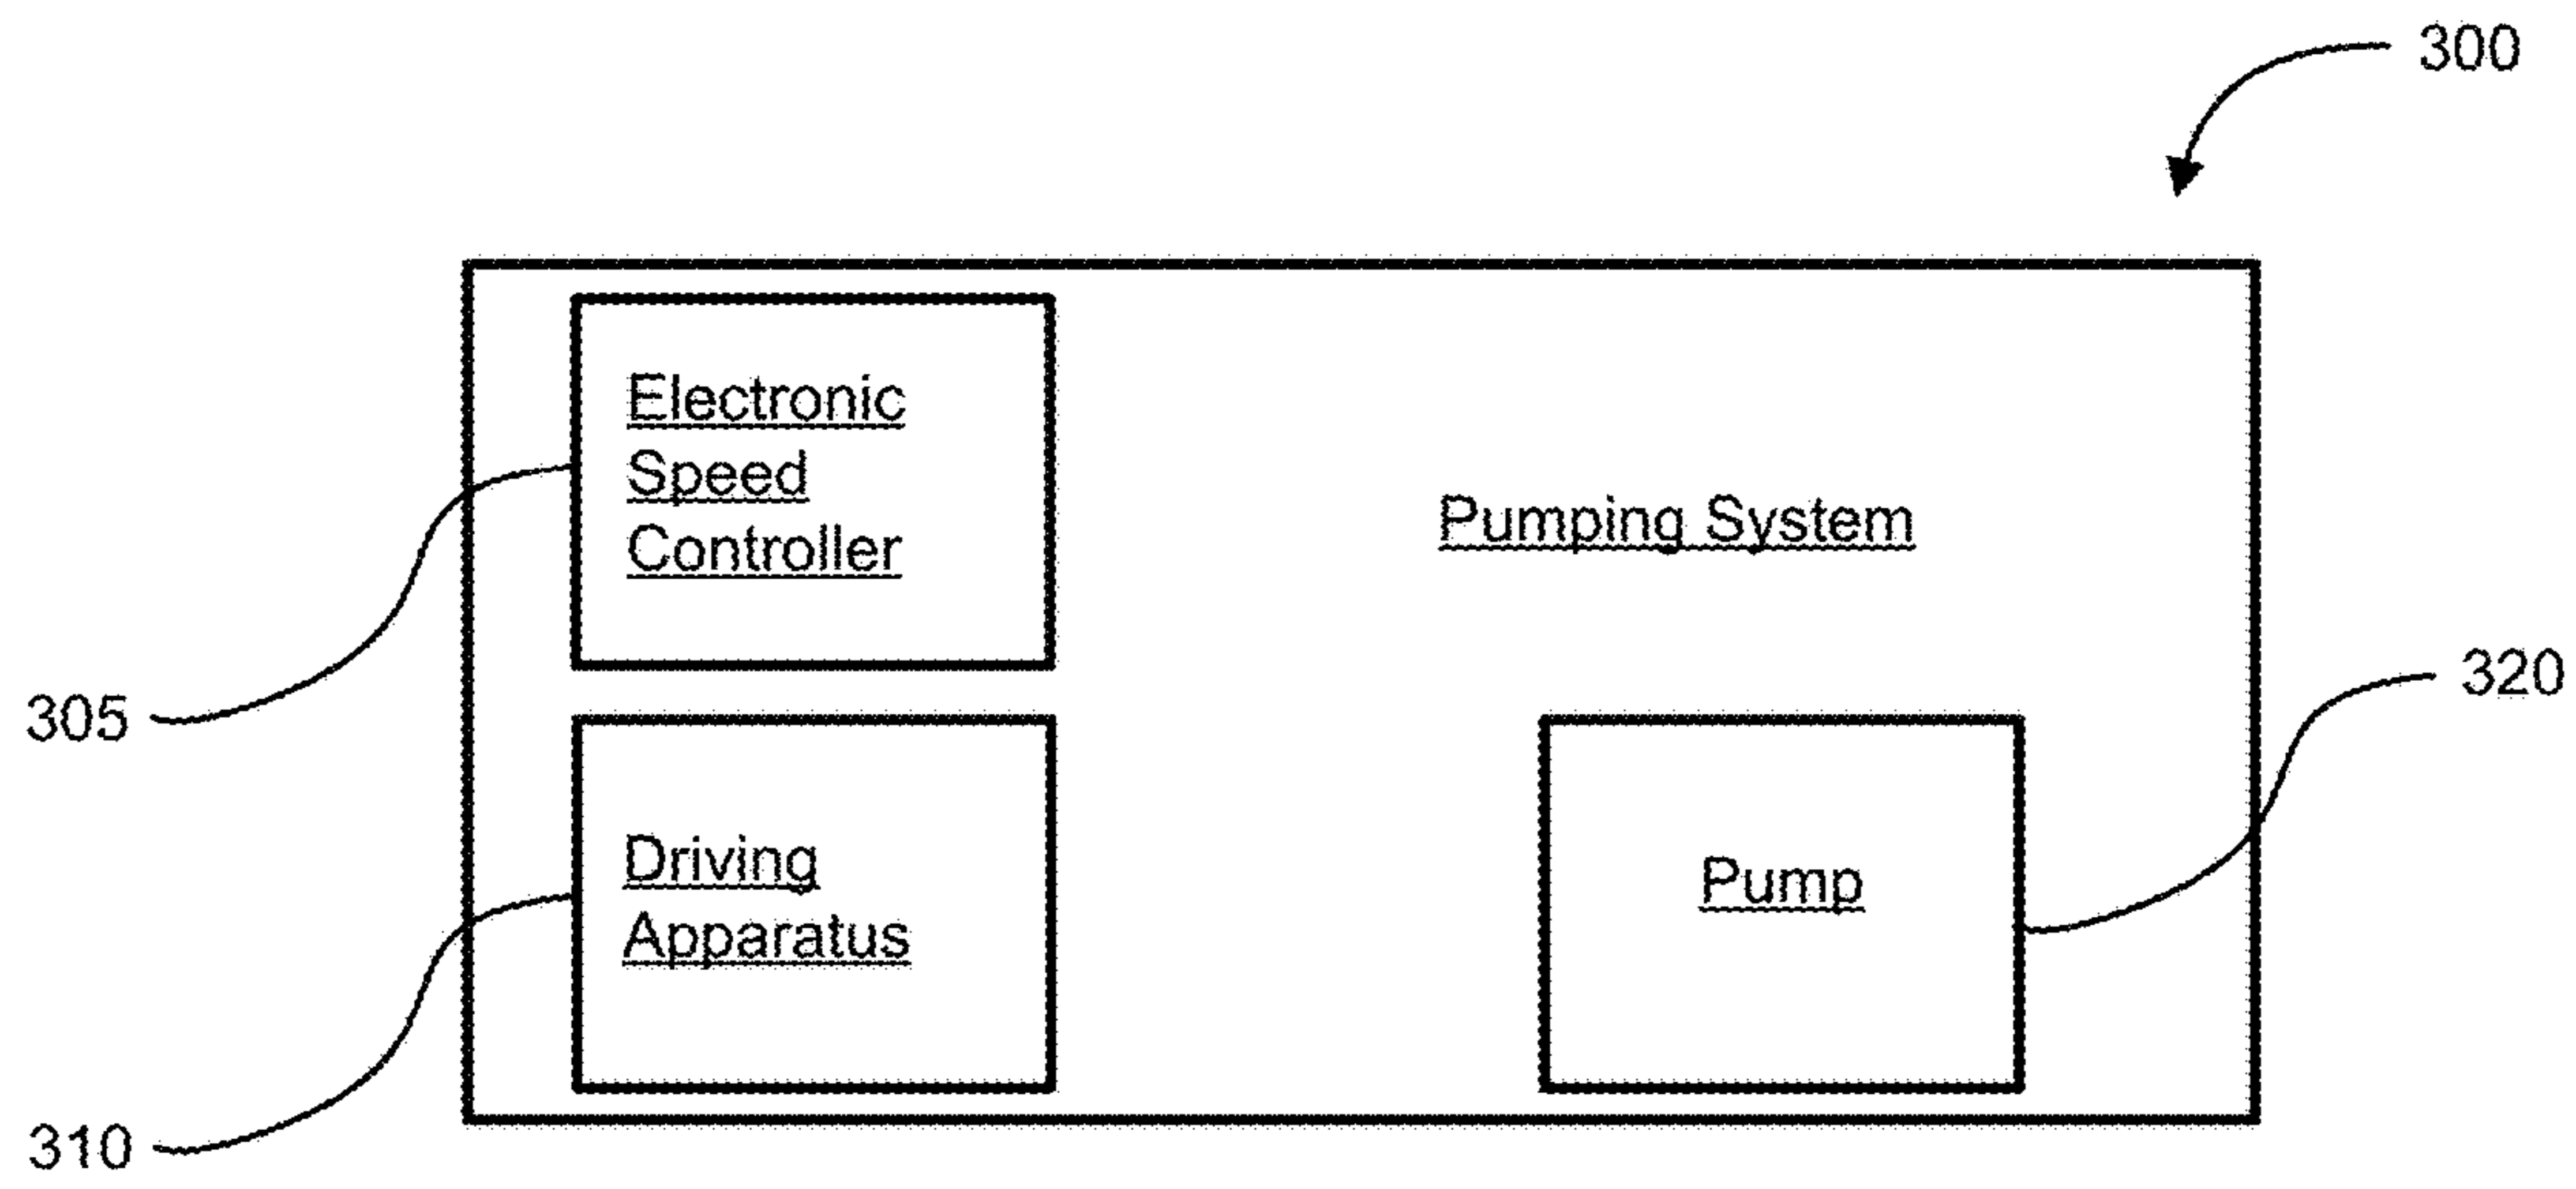 300
Electronic
Speed
Controller
Pumping System
305
320
Driving
Apparatus
Pump
310